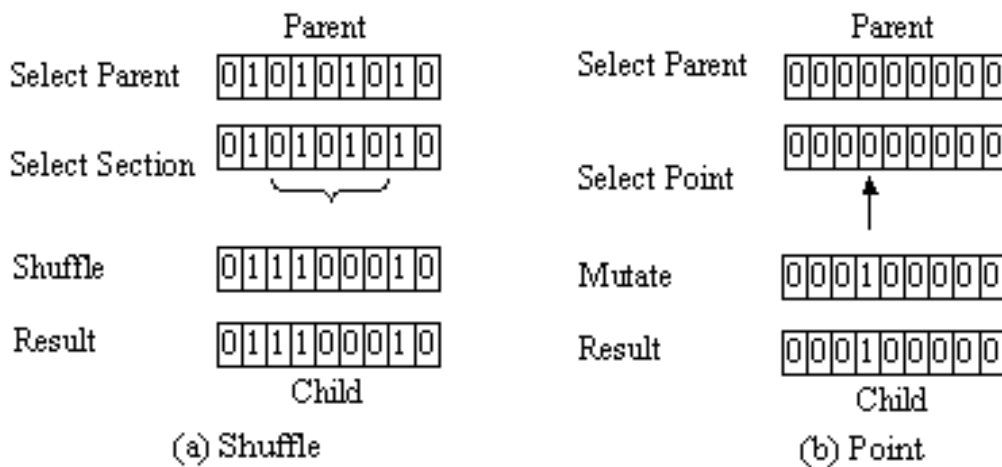 Parent
Select Parent 0 1 0 1 0 1 0 1 0
Select Section 0 1 0 1 0 1 0 1 0
Shuffle 0 1 1 1 0 0 0 1 0
Result 0 1 1 1 0 0 0 1 0
Child
(a) Shuffle
Parent
Select Parent 0 0 0 0 0 0 0 0 0
Select Point 0 0 0 0 0 0 0 0 0
Mutate 0 0 0 1 0 0 0 0 0
Result 0 0 0 1 0 0 0 0 0
Child
(b) Point